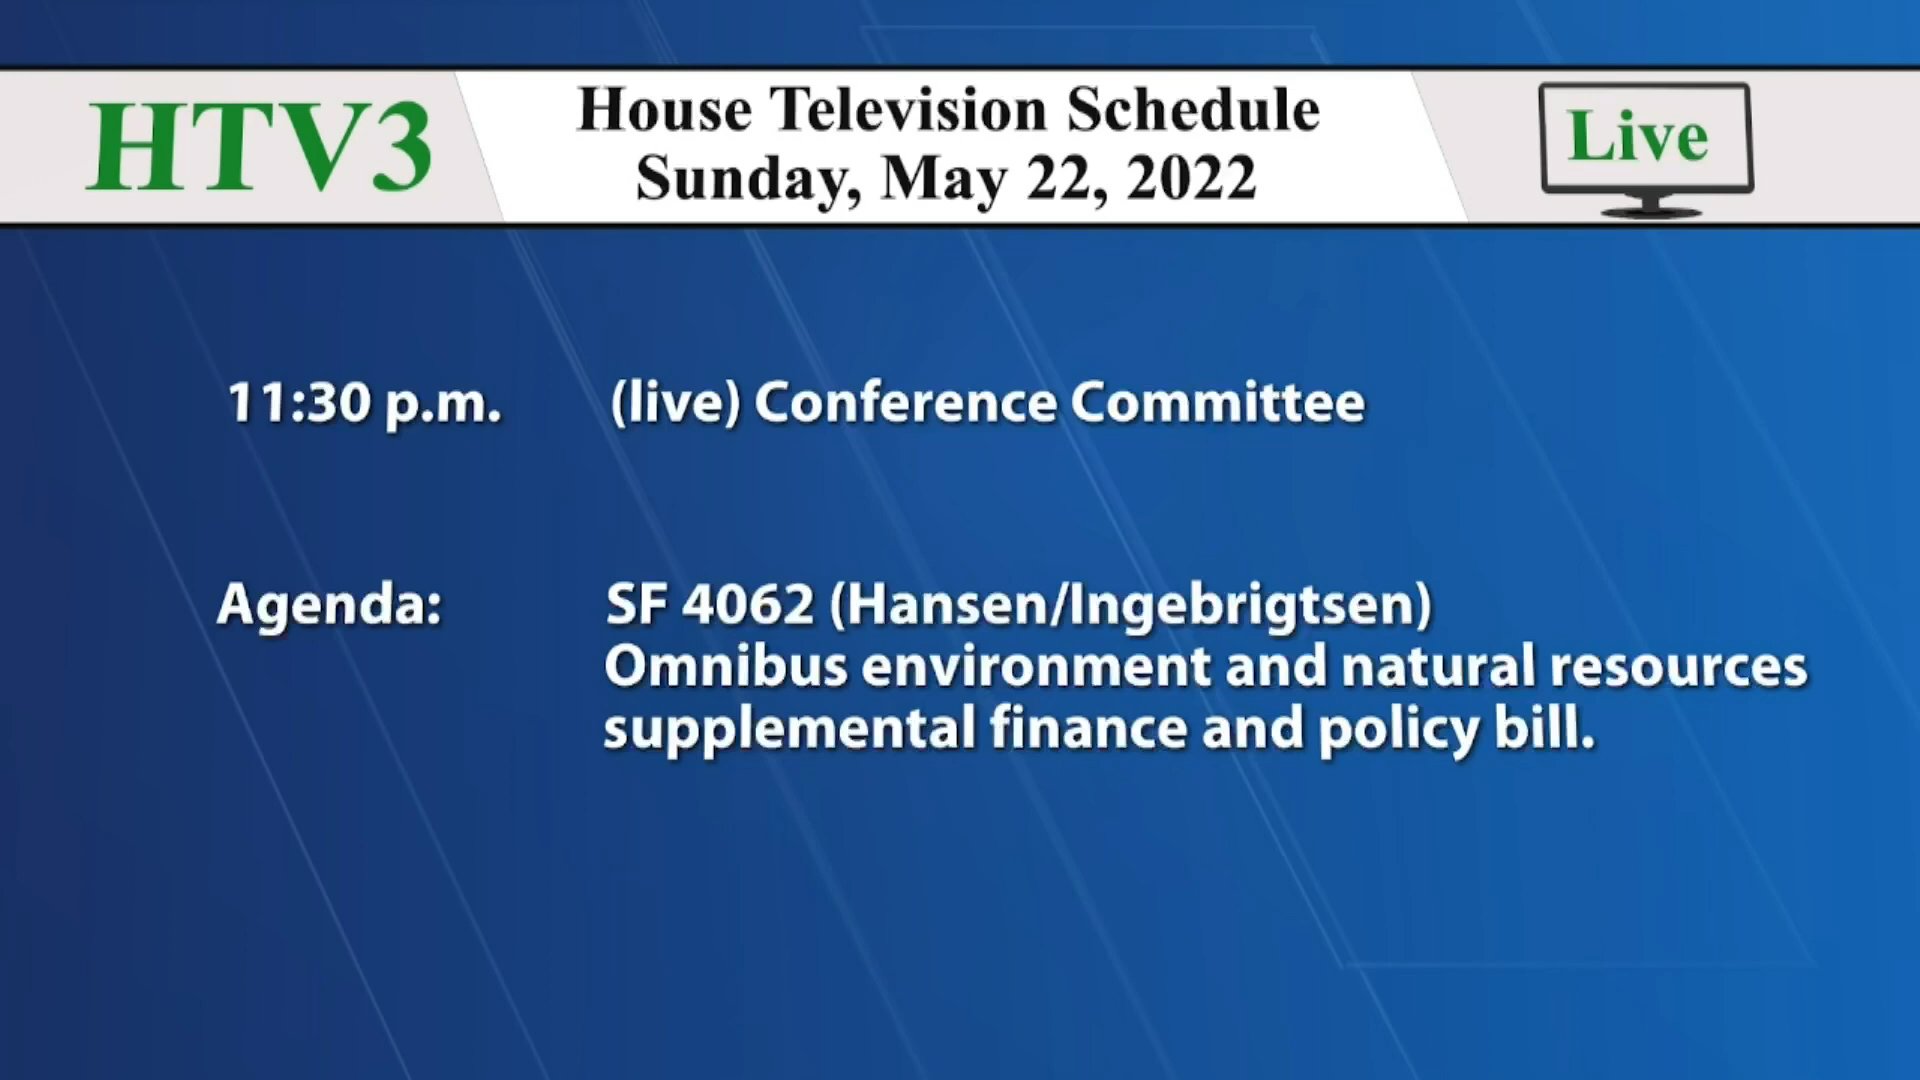 HTV3
House Television Schedule
Sunday, May 22, 2022
Live
11:30 p.m. (live) Conference Committee
Agenda: SF 4062 (Hansen/Ingebrigtsen)
Omnibus environment and natural resources
supplemental finance and policy bill.